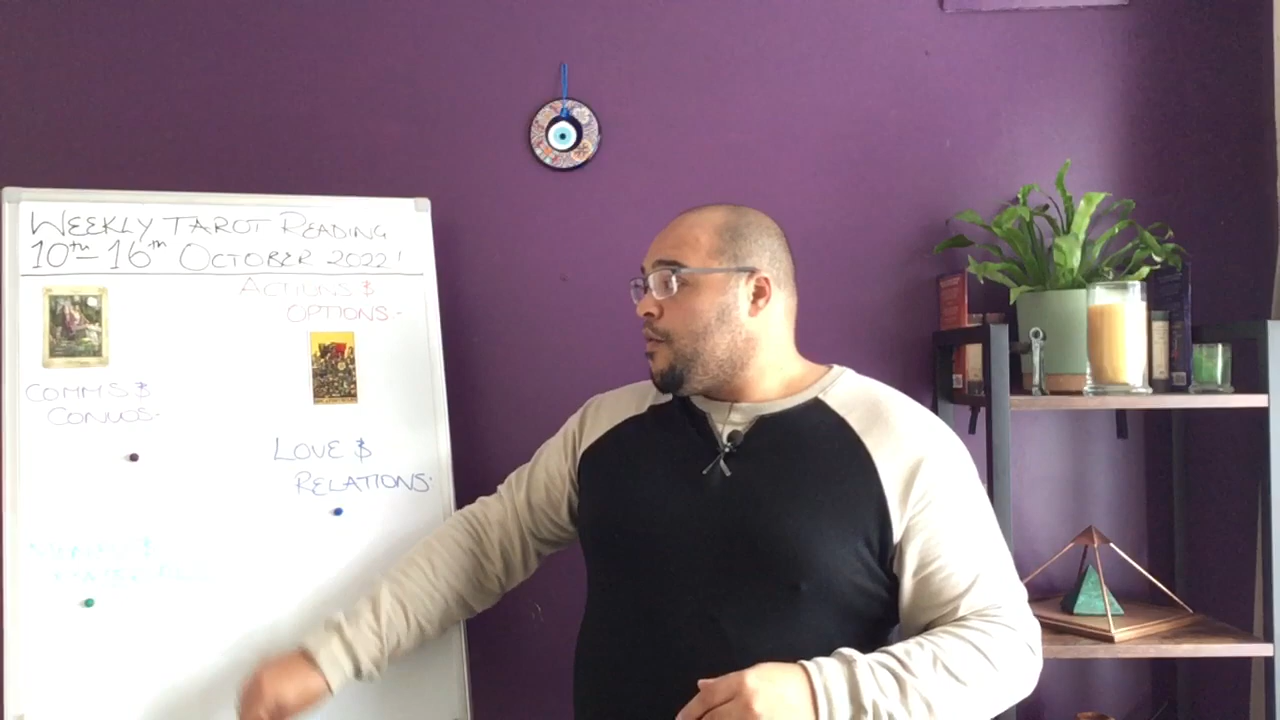 WEEKLY TAROT READING
10TH - 16TH OCTOBER 2022!
ACTIONS &
OPTIONS.
COMMS &
CONVOS.
LOVE &
RELATIONS.